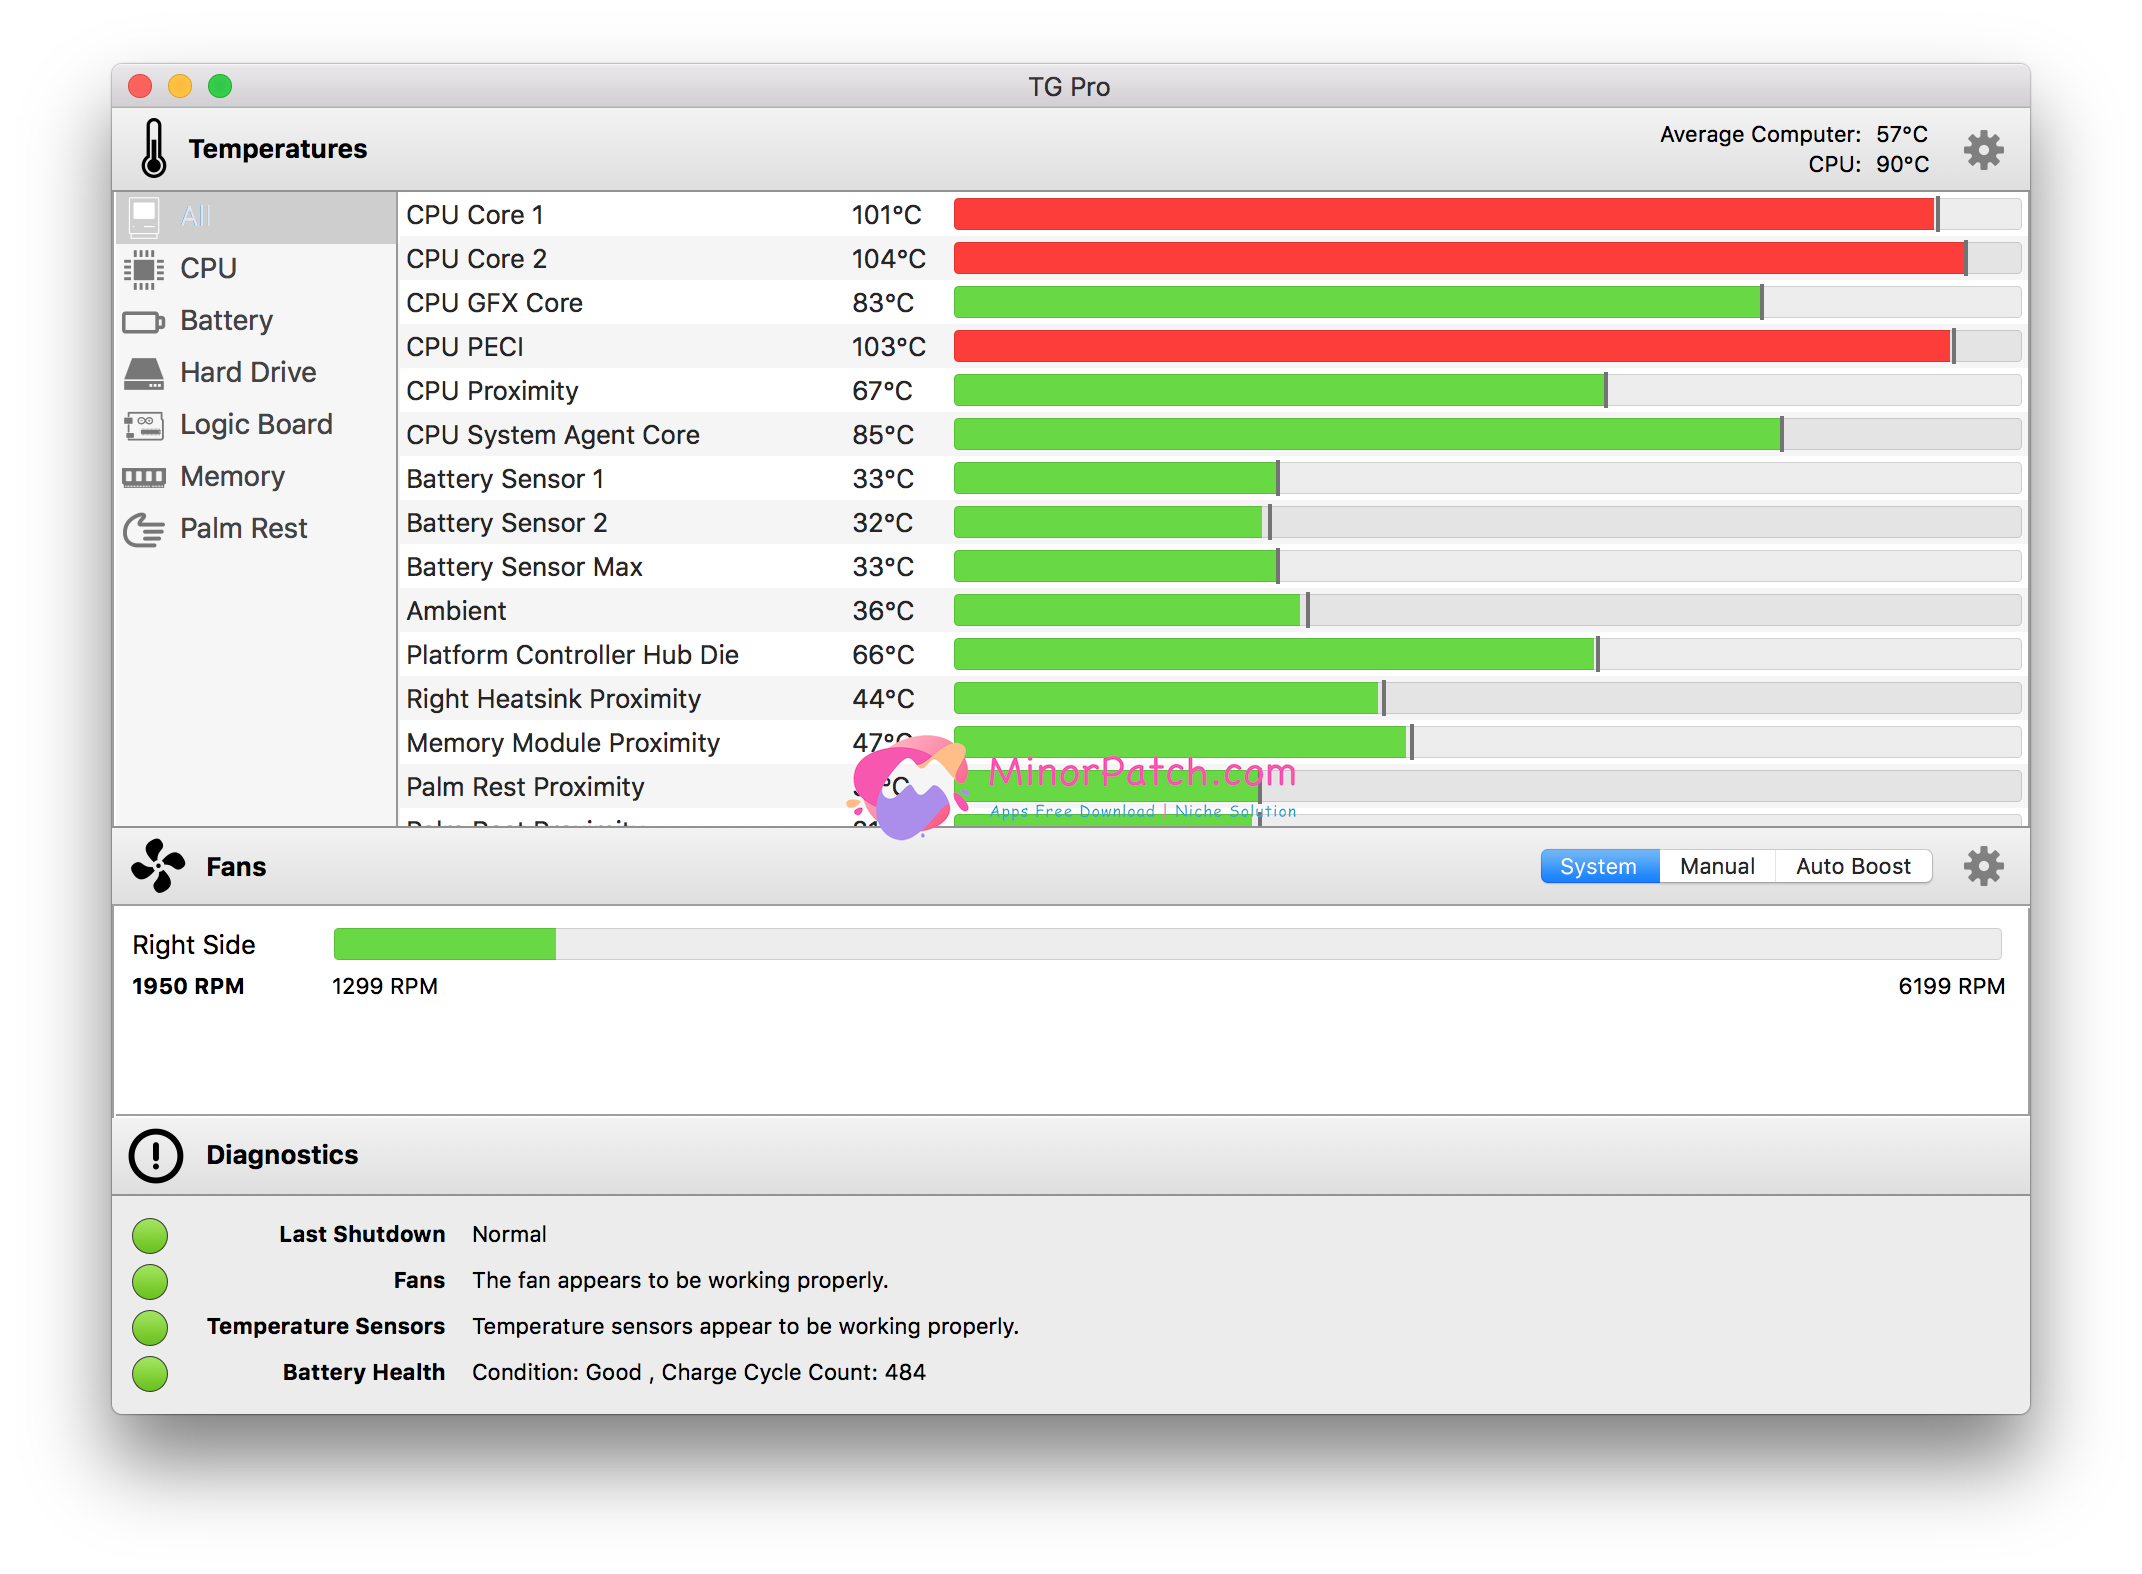 TG Pro
Temperatures
Average Computer: 57°C
CPU: 90°C
All
CPU
Battery
Hard Drive
Logic Board
Memory
Palm Rest
CPU Core 1 101°C
CPU Core 2 104°C
CPU GFX Core 83°C
CPU PECI 103°C
CPU Proximity 67°C
CPU System Agent Core 85°C
Battery Sensor 1 33°C
Battery Sensor 2 32°C
Battery Sensor Max 33°C
Ambient 36°C
Platform Controller Hub Die 66°C
Right Heatsink Proximity 44°C
Memory Module Proximity 47°C
Palm Rest Proximity
MinorPatch.com
Apps Free Download | Niche Solution
Fans
System Manual Auto Boost
Right Side
1950 RPM 1299 RPM 6199 RPM
Diagnostics
Last Shutdown Normal
Fans The fan appears to be working properly.
Temperature Sensors Temperature sensors appear to be working properly.
Battery Health Condition: Good , Charge Cycle Count: 484